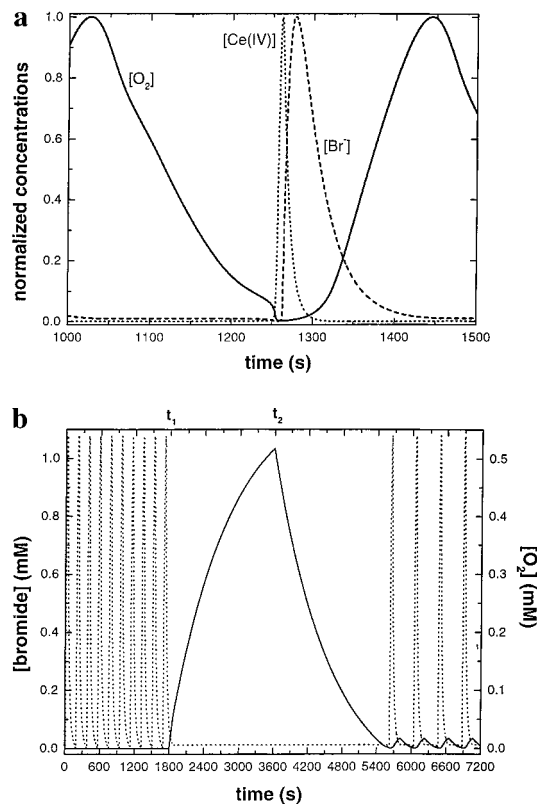 a
normalized concentrations
1.0
0.8
0.6
0.4
0.2
0.0
[O2]
[Ce(IV)]
[Br-]
1000 1100 1200 1300 1400 1500
time (s)
b
t1 t2
[bromide] (mM)
1.0
0.8
0.6
0.4
0.2
0.0
0.5
0.4
0.3
0.2
0.1
0.0
[O2] (mM)
0 600 1200 1800 2400 3000 3600 4200 4800 5400 6000 6600 7200
time (s)